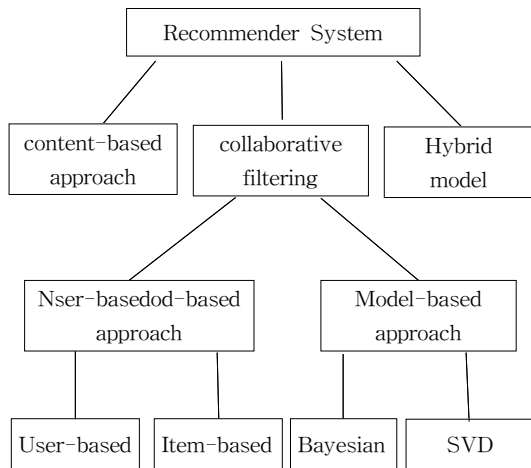 Recommender System
content-based
approach
collaborative
filtering
Hybrid
model
Nser-basedod-based
approach
Model-based
approach
User-based
Item-based
Bayesian
SVD